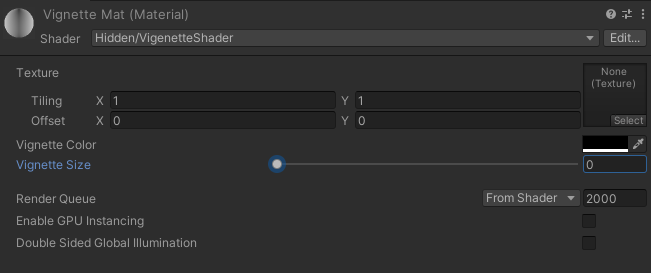 Vignette Mat (Material)
Shader Hidden/VigenetteShader Edit...
Texture
None
(Texture)
Tiling X 1 Y 1
Offset X 0 Y 0
Select
Vignette Color
Vignette Size 0
Render Queue From Shader 2000
Enable GPU Instancing
Double Sided Global Illumination